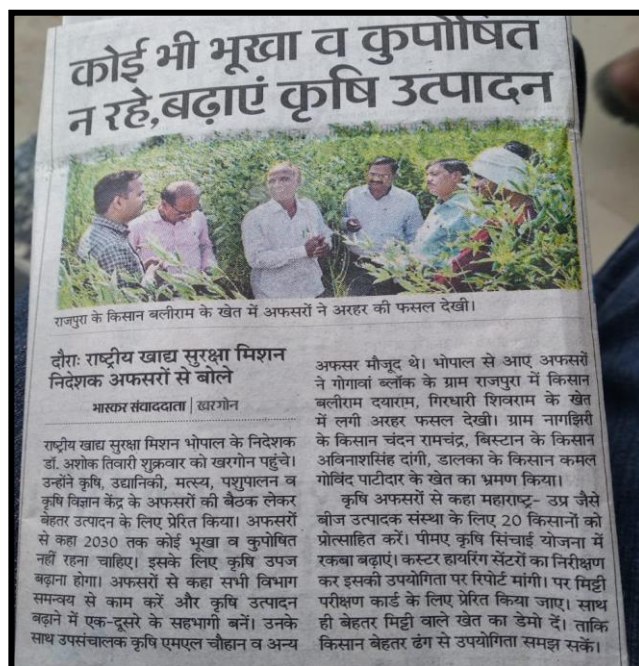 कोई भी भूखा व कुपोषित
न रहे,बढ़ाएं कृषि उत्पादन
राजपुरा के किसान बलीराम के खेत में अफसरों ने अरहर की फसल देखी।
दौराः राष्ट्रीय खाद्य सुरक्षा मिशन
निदेशक अफसरों से बोले
भास्कर संवाददाता | खरगोन
राष्ट्रीय खाद्य सुरक्षा मिशन भोपाल के निदेशक
डॉ. अशोक तिवारी शुक्रवार को खरगोन पहुंचे।
उन्होंने कृषि, उद्यानिकी, मत्स्य, पशुपालन व
कृषि विज्ञान केंद्र के अफसरों की बैठक लेकर
बेहतर उत्पादन के लिए प्रेरित किया। अफसरों
से कहा 2030 तक कोई भूखा व कुपोषित
नहीं रहना चाहिए। इसके लिए कृषि उपज
बढ़ाना होगा। अफसरों से कहा सभी विभाग
समन्वय से काम करें और कृषि उत्पादन
बढ़ाने में एक-दूसरे के सहभागी बनें। उनके
साथ उपसंचालक कृषि एमएल चौहान व अन्य
अफसर मौजूद थे। भोपाल से आए अफसरों
ने गोगावां ब्लॉक के ग्राम राजपुरा में किसान
बलीराम दयाराम, गिरधारी शिवराम के खेत
में लगी अरहर फसल देखी। ग्राम नागझिरी
के किसान चंदन रामचंद्र, बिस्टान के किसान
अविनाशसिंह दांगी, डालका के किसान कमल
गोविंद पाटीदार के खेत का भ्रमण किया।
कृषि अफसरों से कहा महाराष्ट्र- उप्र जैसे
बीज उत्पादक संस्था के लिए 20 किसानों को
प्रोत्साहित करें। पीमए कृषि सिंचाई योजना में
रकबा बढ़ाएं। कस्टर हायरिंग सेंटरों का निरीक्षण
कर इसकी उपयोगिता पर रिपोर्ट मांगी। पर मिट्टी
परीक्षण कार्ड के लिए प्रेरित किया जाए। साथ
ही बेहतर मिट्टी वाले खेत का डेमो दें। ताकि
किसान बेहतर ढंग से उपयोगिता समझ सकें।